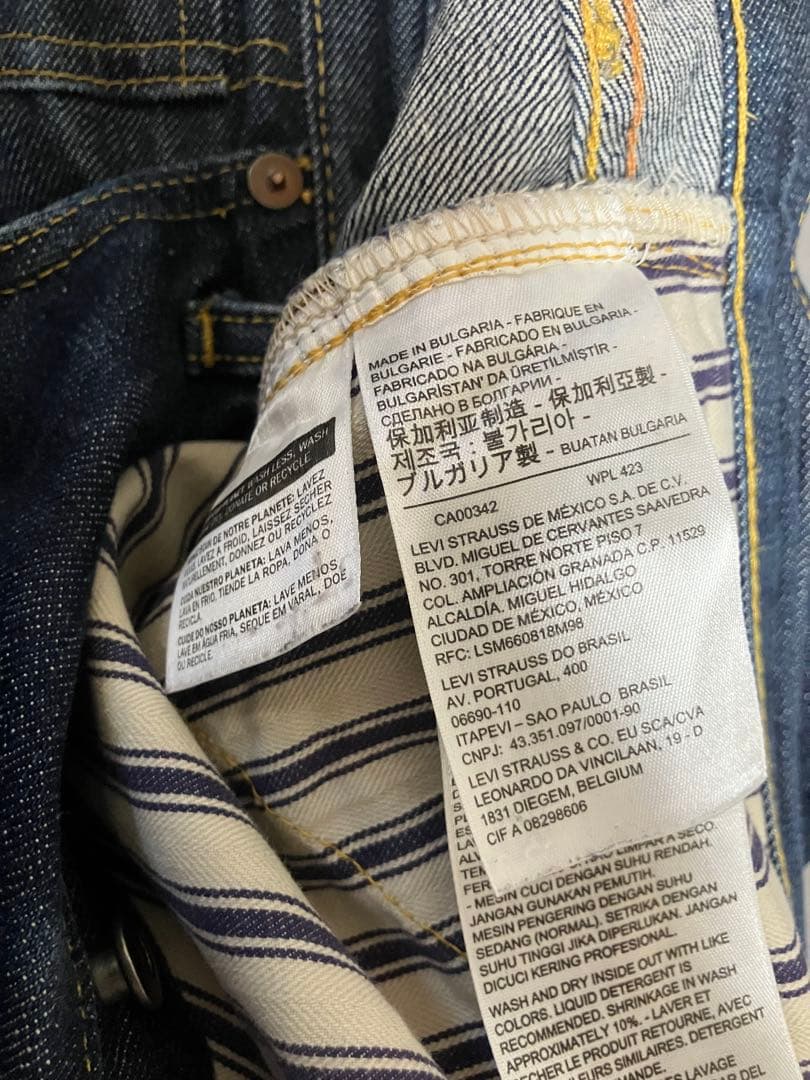 MADE IN BULGARIA - FABRIQUE EN
BULGARIE - FABRICADO EN BULGARIA -
FABRICADO NA BULGÁRIA -
BULGARİSTAN' DA ÜRETİLMİŞTİR -
СДЕЛАНО В БОЛГАРИИ -
保加利亚制造 - 保加利亞製 -
제조국 : 불가리아 -
ブルガリア製 - BUATAN BULGARIA
CA00342 WPL 423
LEVI STRAUSS DE MÉXICO S.A. DE C.V.
BLVD. MIGUEL DE CERVANTES SAAVEDRA
NO. 301, TORRE NORTE PISO 7
COL. AMPLIACIÓN GRANADA C.P. 11529
ALCALDÍA. MIGUEL HIDALGO
CIUDAD DE MÉXICO, MÉXICO
RFC: LSM660818M98
LEVI STRAUSS DO BRASIL
AV. PORTUGAL, 400
06690-110
ITAPEVI – SAO PAULO BRASIL
CNPJ: 43.351.097/0001-90
LEVI STRAUSS & CO. EU SCA/CVA
LEONARDO DA VINCILAAN, 19 - D
1831 DIEGEM, BELGIUM
CIF A 08298606
WASH LESS, WASH
DONATE OR RECYCLE.
DE NOTRE PLANETE: LAVEZ
LAVEZ A FROID, LAISSEZ SECHER
DONNEZ OU RECYCLEZ
NUESTRO PLANETA: LAVA MENOS,
LAVA EN FRIO, TIENDE LA ROPA, DONA O
RECICLA.
CUIDE DO NOSSO PLANETA: LAVE MENOS
LAVE EM ÁGUA FRIA, SEQUE EM VARAL, DOE
OU RECICLE.
LIMPAR A SECO.
- MESIN CUCI DENGAN SUHU RENDAH.
JANGAN GUNAKAN PEMUTIH.
MESIN PENGERING DENGAN SUHU
SEDANG (NORMAL). SETRIKA DENGAN
SUHU TINGGI JIKA DIPERLUKAN. JANGAN
DICUCI KERING PROFESIONAL.
WASH AND DRY INSIDE OUT WITH LIKE
COLORS. LIQUID DETERGENT IS
RECOMMENDED. SHRINKAGE IN WASH
APPROXIMATELY 10%. - LAVER ET
LE PRODUIT RETOURNE, AVEC
SIMILAIRES. DETERGENT
LAVAGE